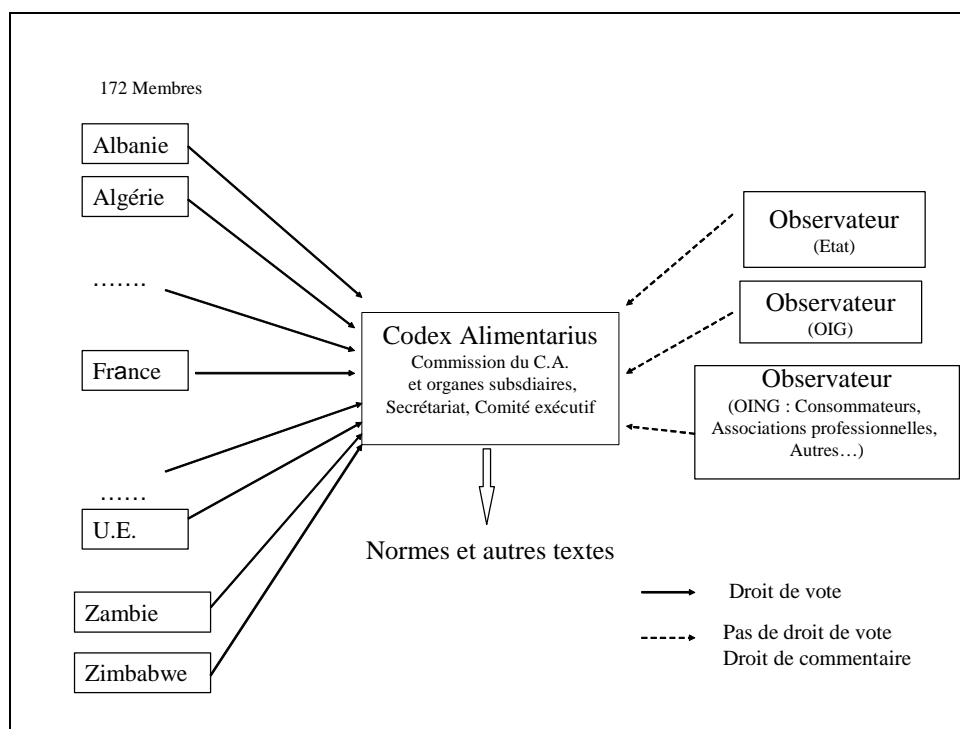 172 Membres
Albanie
Algérie
.......
France
......
U.E.
Zambie
Zimbabwe
Codex Alimentarius
Commission du C.A.
et organes subsdiaires,
Secrétariat, Comité exécutif
Normes et autres textes
Observateur
(Etat)
Observateur
(OIG)
Observateur
(OING : Consommateurs,
Associations professionnelles,
Autres…)
Droit de vote
Pas de droit de vote
Droit de commentaire